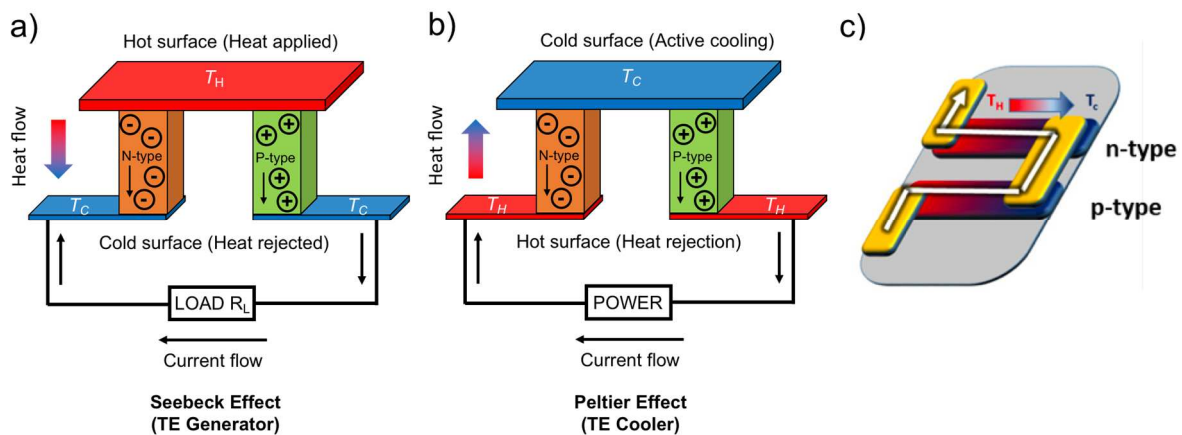 a)
Hot surface (Heat applied)
T_H
Heat flow
N-type
P-type
T_C
T_C
Cold surface (Heat rejected)
LOAD R_L
Current flow
Seebeck Effect
(TE Generator)
b)
Cold surface (Active cooling)
T_C
Heat flow
N-type
P-type
T_H
T_H
Hot surface (Heat rejection)
POWER
Current flow
Peltier Effect
(TE Cooler)
c)
T_H T_c
n-type
p-type